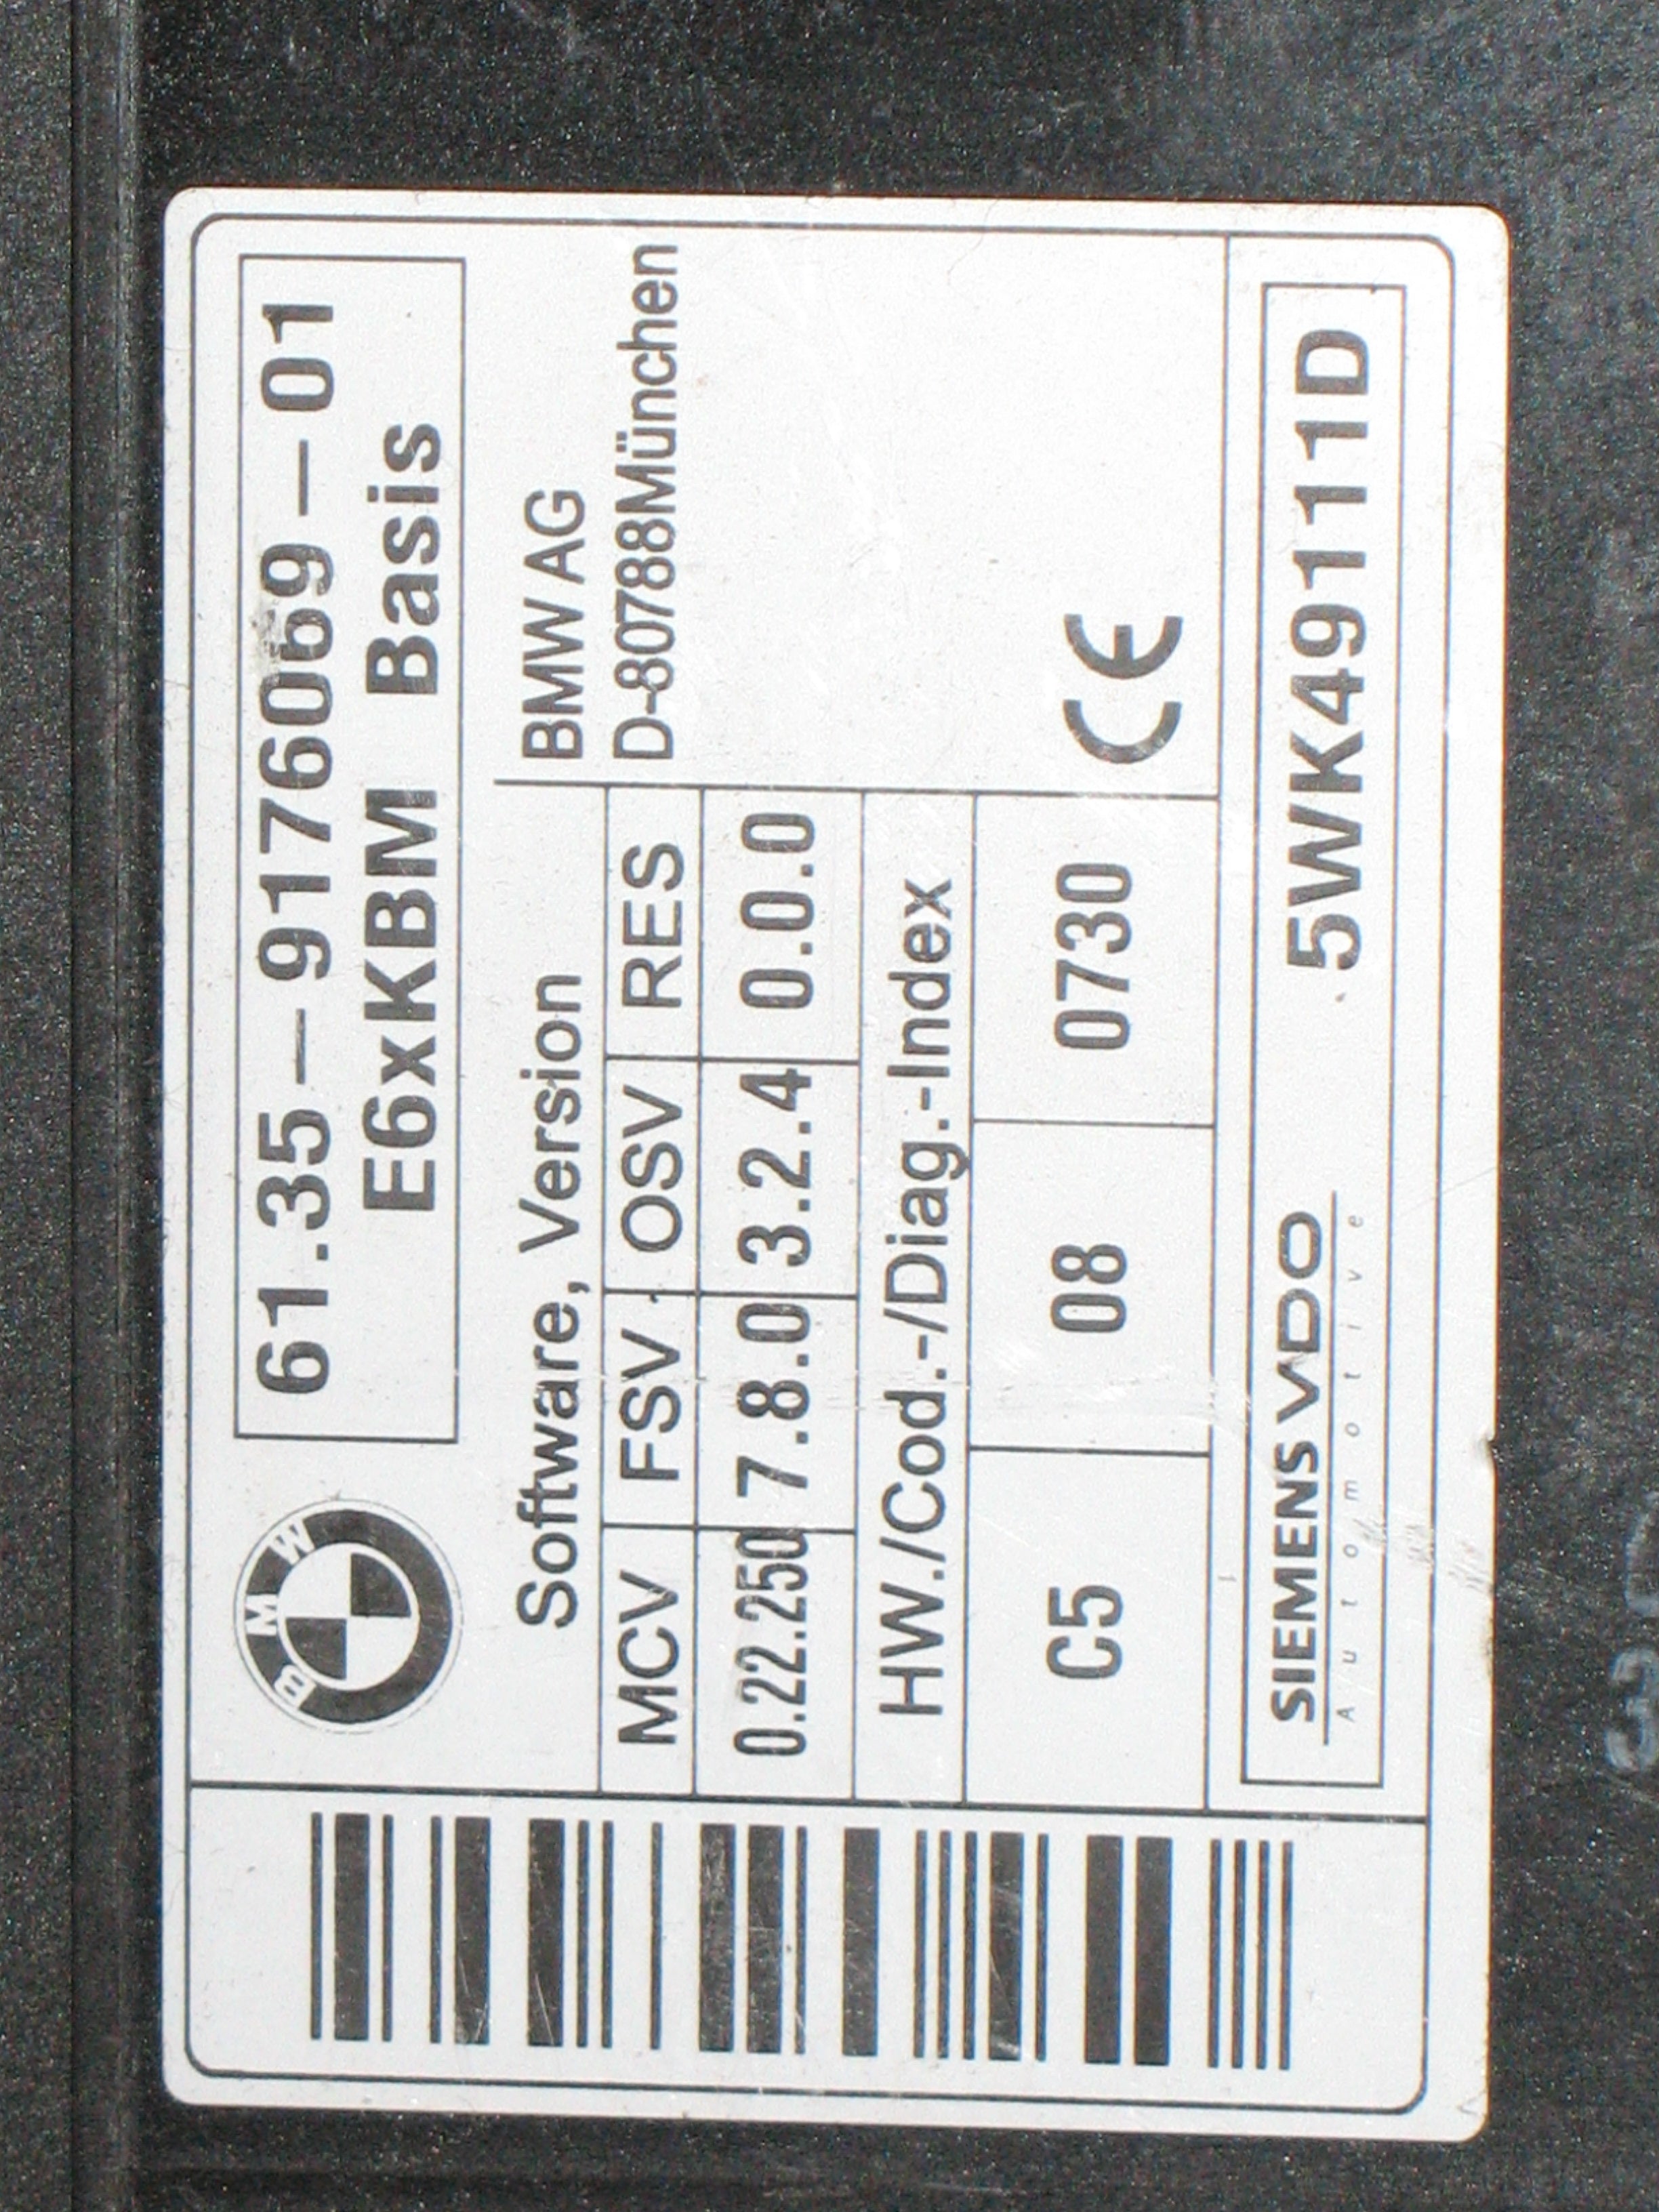 BMW
61.35-9176069-01
E6xKBM Basis
Software, Version
BMW AG
D-80788München
MCV FSV OSV RES
0.22.250 7.8.0 3.2.4 0.0.0
HW./Cod.-/Diag.-Index
C5 08 0730
CE
SIEMENS VDO
Automotive
5WK49111D